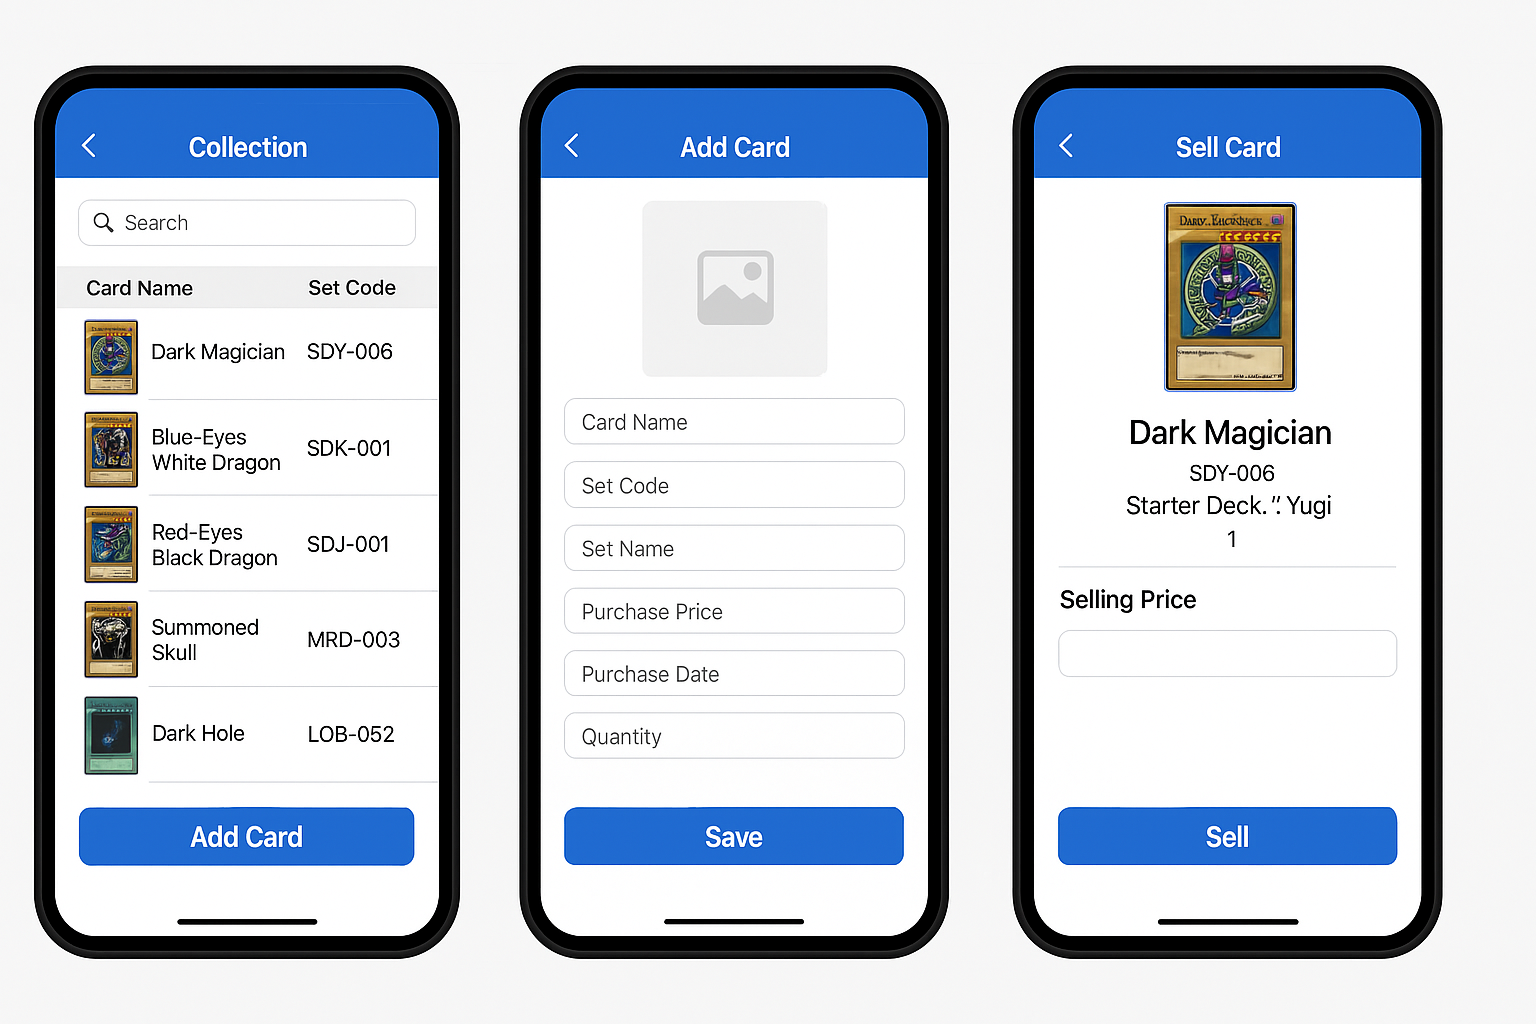 Collection
Search
Card Name Set Code
Dark Magician SDY-006
Blue-Eyes
White Dragon SDK-001
Red-Eyes
Black Dragon SDJ-001
Summoned
Skull MRD-003
Dark Hole LOB-052
Add Card
Add Card
Card Name
Set Code
Set Name
Purchase Price
Purchase Date
Quantity
Save
Sell Card
Dark Magician
SDY-006
Starter Deck.". Yugi
1
Selling Price
Sell